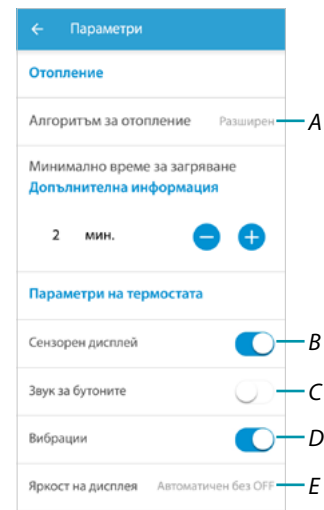 Параметри
Отопление
Алгоритъм за отопление Разширен A
Минимално време за загряване
Допълнителна информация
2 мин.
Параметри на термостата
Сензорен дисплей B
Звук за бутоните C
Вибрации D
Яркост на дисплея Автоматичен без OFF E